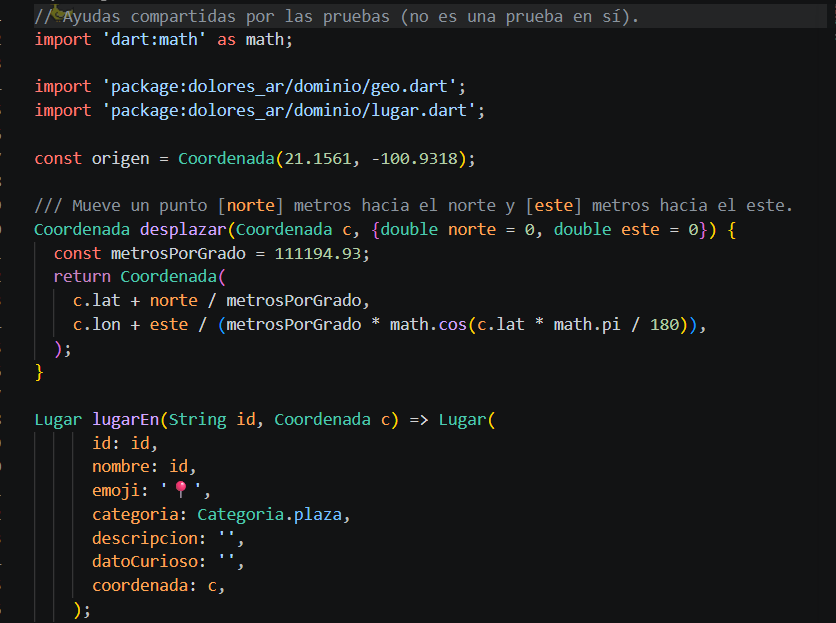 // Ayudas compartidas por las pruebas (no es una prueba en sí).
import 'dart:math' as math;
import 'package:dolores_ar/dominio/geo.dart';
import 'package:dolores_ar/dominio/lugar.dart';
const origen = Coordenada(21.1561, -100.9318);
/// Mueve un punto [norte] metros hacia el norte y [este] metros hacia el este.
Coordenada desplazar(Coordenada c, {double norte = 0, double este = 0}) {
const metrosPorGrado = 111194.93;
return Coordenada(
c.lat + norte / metrosPorGrado,
c.lon + este / (metrosPorGrado * math.cos(c.lat * math.pi / 180)),
);
}
Lugar lugarEn(String id, Coordenada c) => Lugar(
id: id,
nombre: id,
emoji: '📍',
categoria: Categoria.plaza,
descripcion: '',
datoCurioso: '',
coordenada: c,
);